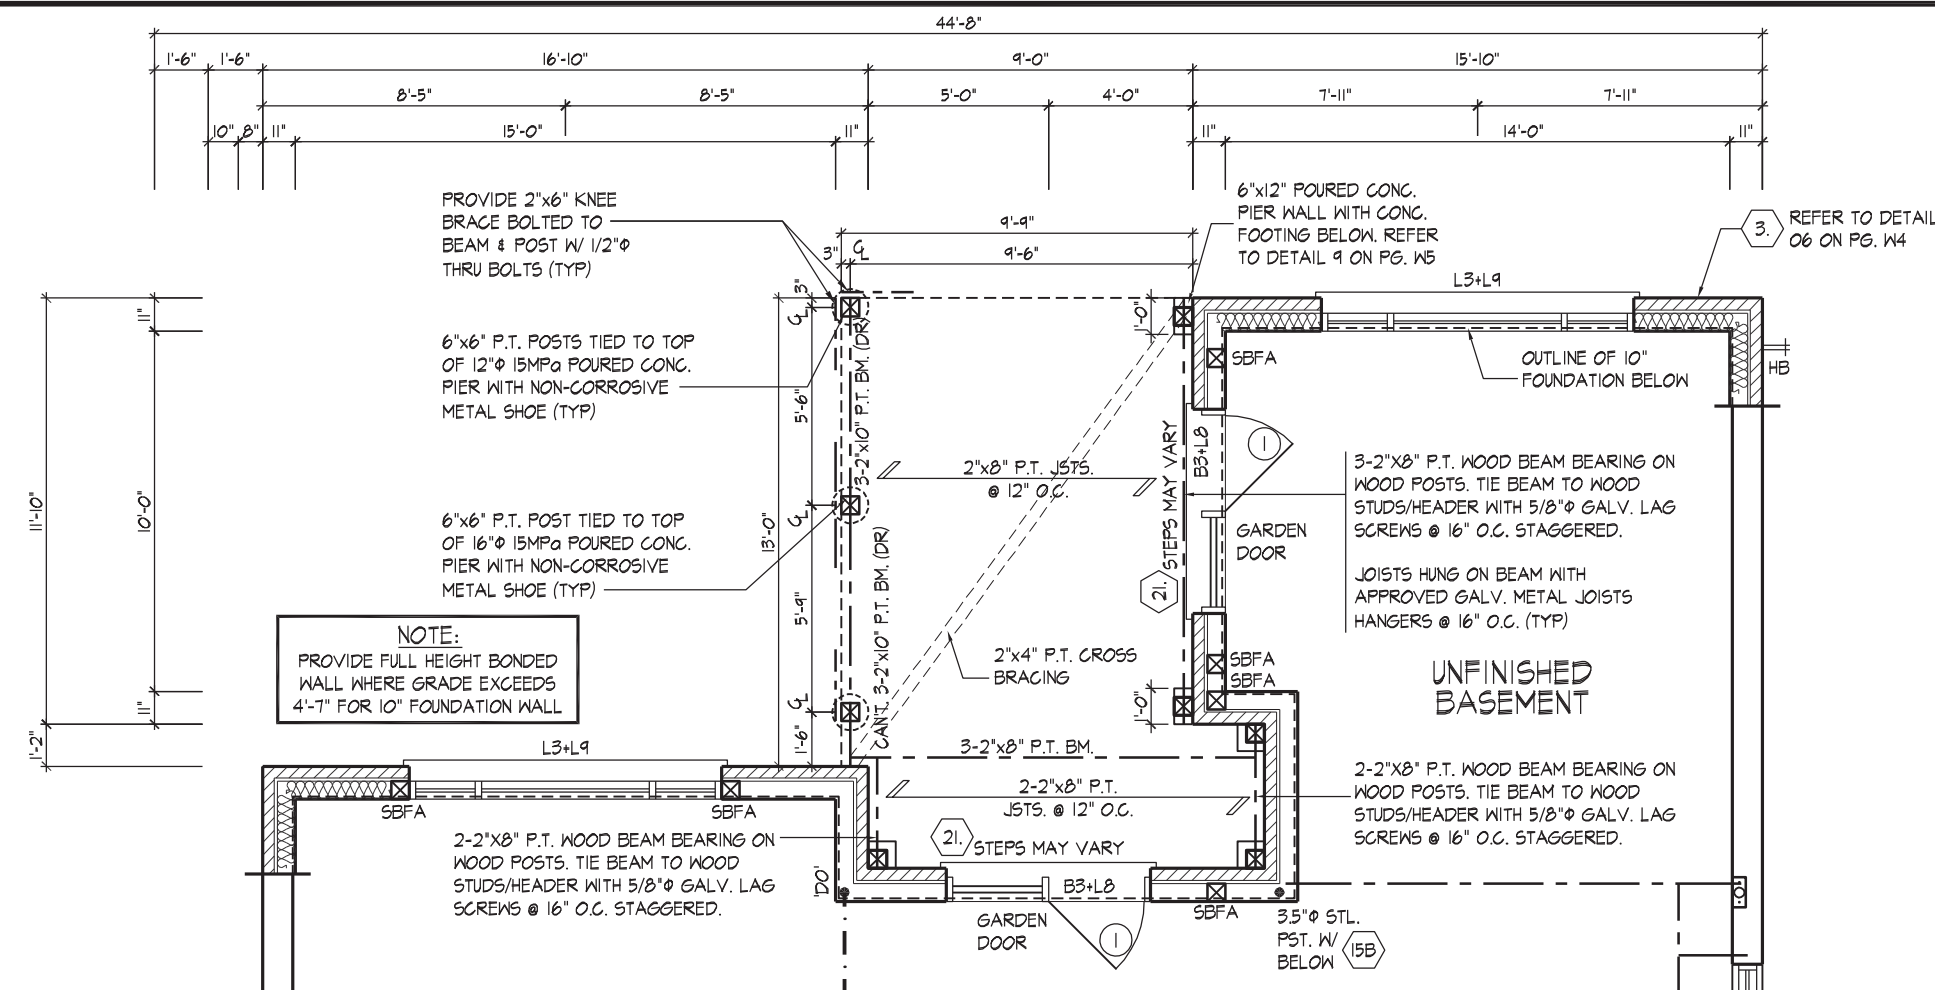 44'-8"
1'-6" 1'-6" 16'-10" 9'-0" 15'-10"
8'-5" 8'-5" 5'-0" 4'-0" 7'-11" 7'-11"
10" 8" 11" 15'-0" 11" 11" 14'-0" 11"
PROVIDE 2"x6" KNEE
BRACE BOLTED TO
BEAM & POST W/ 1/2"Φ
THRU BOLTS (TYP)
9'-9"
3" CL 9'-6"
6"x12" POURED CONC.
PIER WALL WITH CONC.
FOOTING BELOW. REFER
TO DETAIL 9 ON PG. W5
3. REFER TO DETAIL
06 ON PG. W4
L3+L9
3"
CL
11"
1'-0"
6"x6" P.T. POSTS TIED TO TOP
OF 12"Φ 15MPa POURED CONC.
PIER WITH NON-CORROSIVE
METAL SHOE (TYP)
3-2"x10" P.T. BM. (DR)
5'-6"
SBFA
OUTLINE OF 10"
FOUNDATION BELOW
HB
11'-10"
10'-0"
13'-0"
2"x8" P.T. JSTS.
@ 12" O.C.
STEPS MAY VARY
21.
B3+L8
1
GARDEN
DOOR
3-2"X8" P.T. WOOD BEAM BEARING ON
WOOD POSTS. TIE BEAM TO WOOD
STUDS/HEADER WITH 5/8"Φ GALV. LAG
SCREWS @ 16" O.C. STAGGERED.
JOISTS HUNG ON BEAM WITH
APPROVED GALV. METAL JOISTS
HANGERS @ 16" O.C. (TYP)
CL
6"x6" P.T. POST TIED TO TOP
OF 16"Φ 15MPa POURED CONC.
PIER WITH NON-CORROSIVE
METAL SHOE (TYP)
5'-9"
CAN'T. 3-2"x10" P.T. BM. (DR)
NOTE:
PROVIDE FULL HEIGHT BONDED
WALL WHERE GRADE EXCEEDS
4'-7" FOR 10" FOUNDATION WALL
2"x4" P.T. CROSS
BRACING
SBFA
SBFA
UNFINISHED
BASEMENT
11"
CL
1'-0"
1'-2"
1'-6"
L3+L9
3-2"x8" P.T. BM.
2-2"x8" P.T.
JSTS. @ 12" O.C.
2-2"X8" P.T. WOOD BEAM BEARING ON
WOOD POSTS. TIE BEAM TO WOOD
STUDS/HEADER WITH 5/8"Φ GALV. LAG
SCREWS @ 16" O.C. STAGGERED.
SBFA
SBFA
2-2"X8" P.T. WOOD BEAM BEARING ON
WOOD POSTS. TIE BEAM TO WOOD
STUDS/HEADER WITH 5/8"Φ GALV. LAG
SCREWS @ 16" O.C. STAGGERED.
21. STEPS MAY VARY
'DO'
B3+L8
GARDEN
DOOR
1
SBFA
3.5"Φ STL.
PST. W/
BELOW
15B